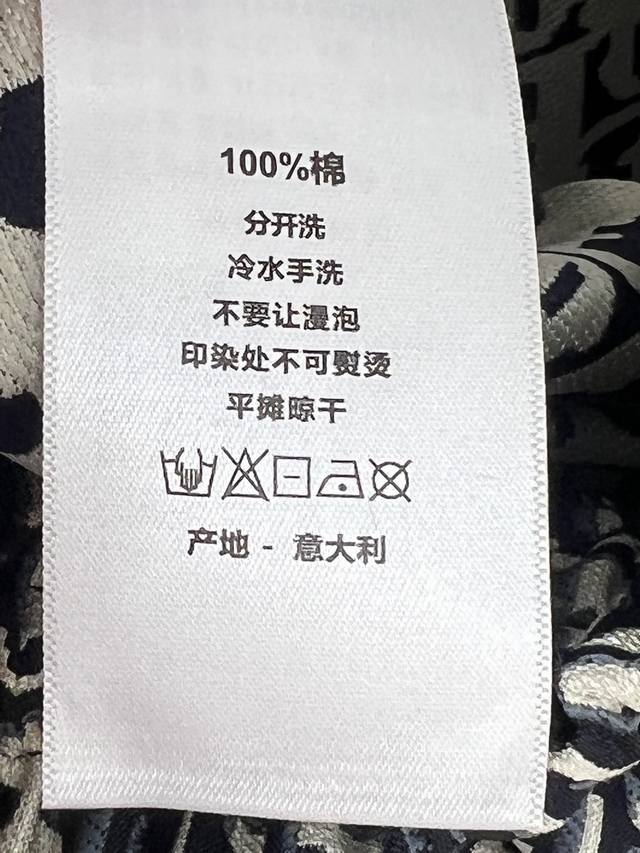 100%棉
分开洗
冷水手洗
不要让漫泡
印染处不可熨烫
平摊晾干
产地 - 意大利